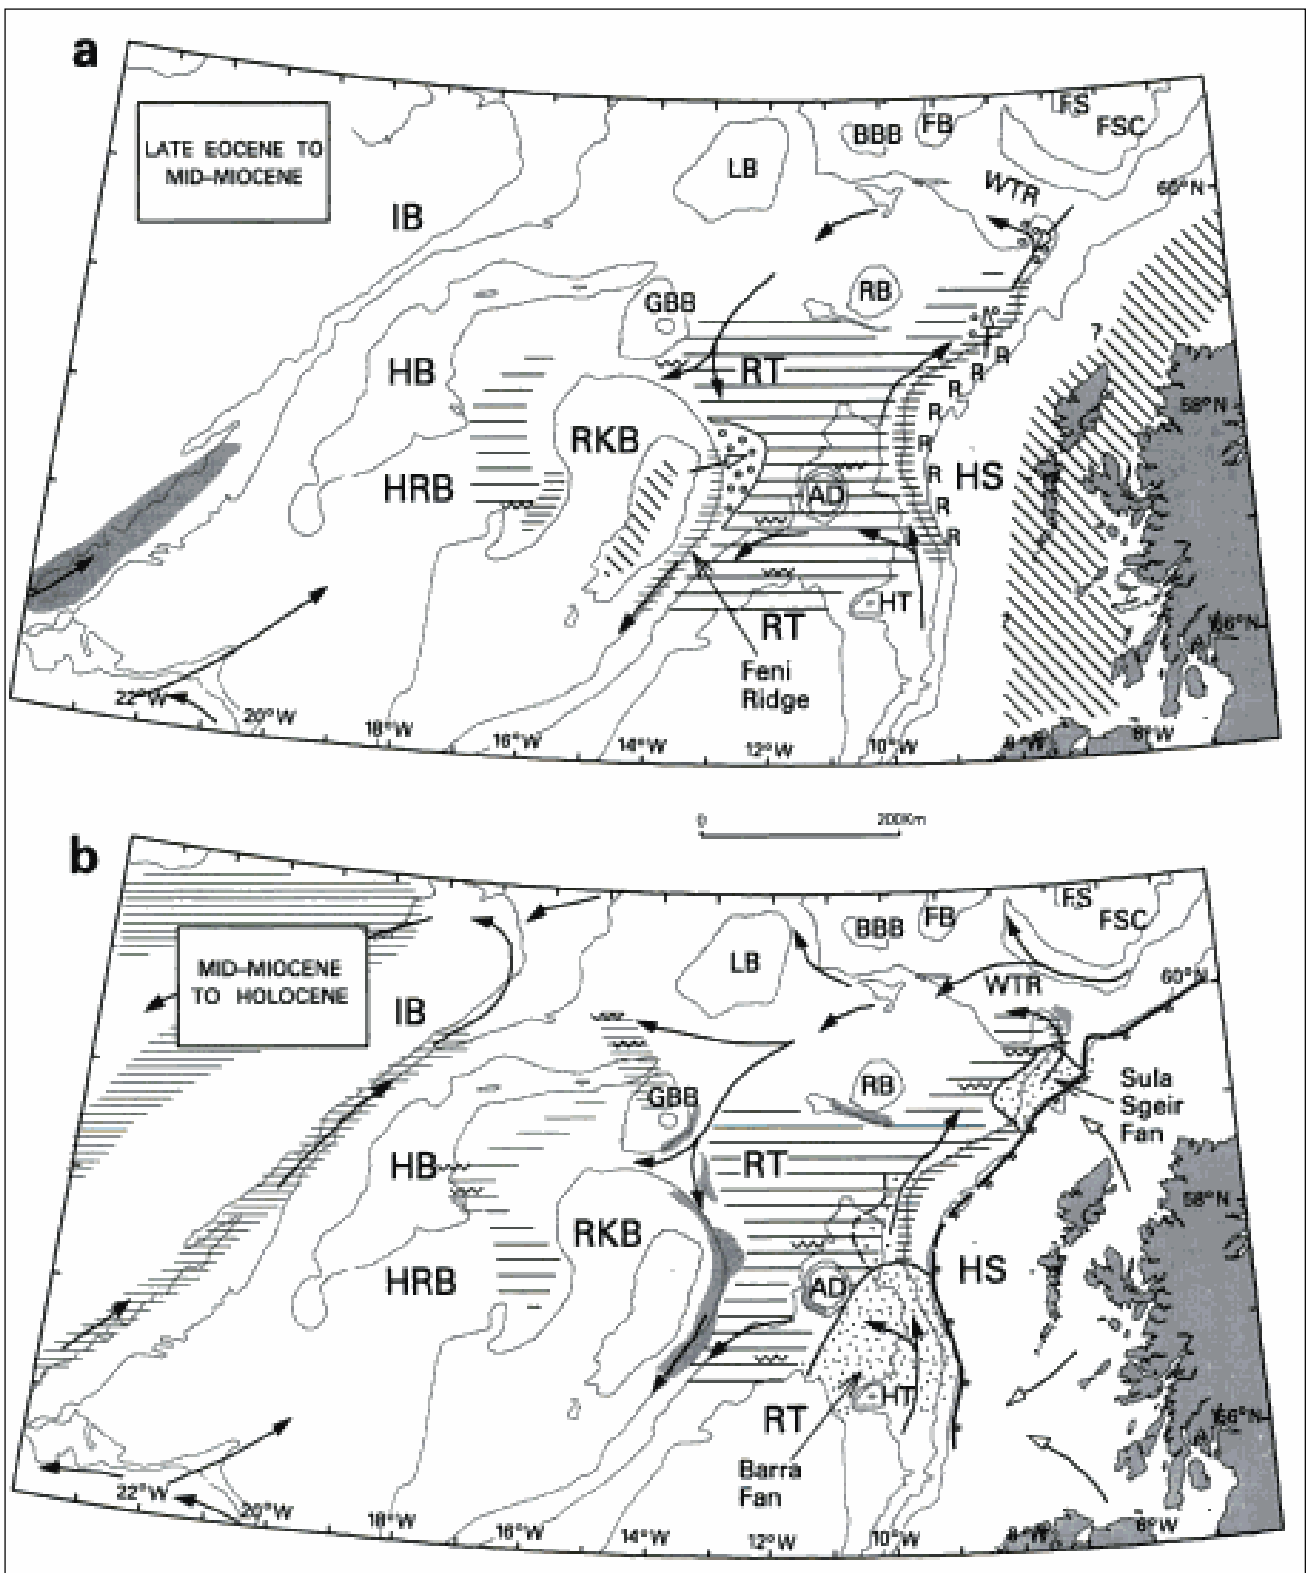 a
LATE EOCENE TO
MID-MIOCENE
IB
LB
BBB
FB
FS
FSC
WTR
60°N
GBB
RB
HB
RT
?
R
R
R
R
R
R
R
R
58°N
RKB
HRB
AD
HS
HT
RT
Feni
Ridge
56°N
22°W
20°W
18°W
16°W
14°W
12°W
10°W
8°W
6°W
0
200Km
b
MID-MIOCENE
TO HOLOCENE
IB
LB
BBB
FB
FS
FSC
WTR
60°N
GBB
RB
Sula
Sgeir
Fan
HB
RT
58°N
RKB
HRB
AD
HS
HT
RT
Barra
Fan
56°N
22°W
20°W
18°W
16°W
14°W
12°W
10°W
8°W
6°W